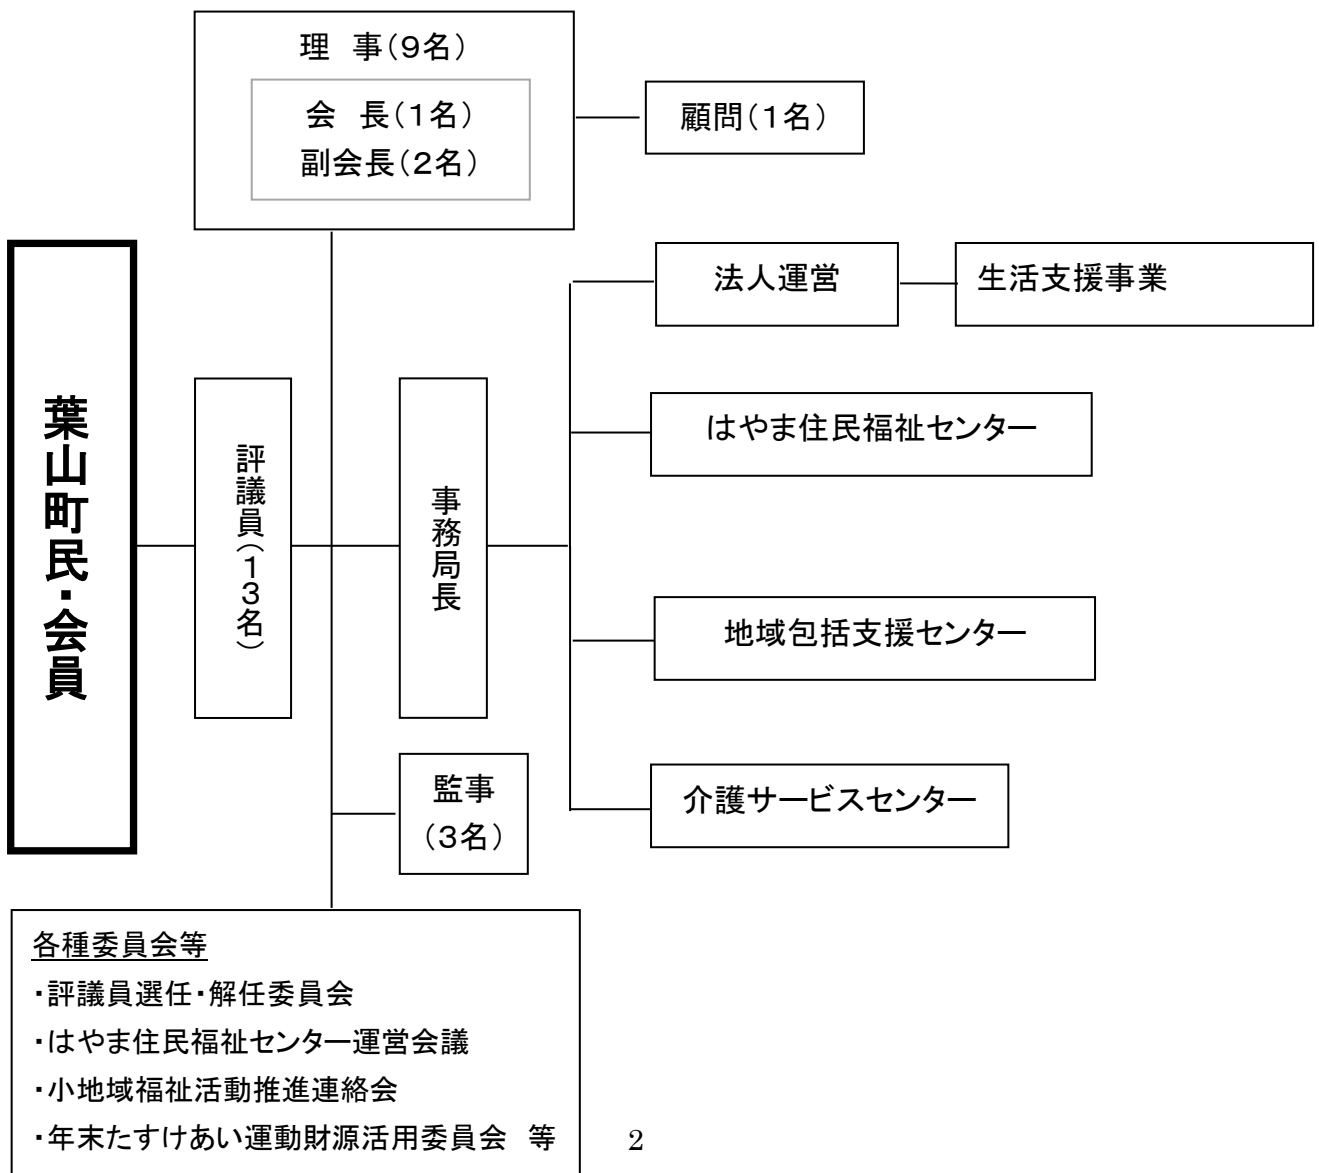 理　事（９名）
会　長（１名）
副会長（２名）
顧問（１名）
法人運営
生活支援事業
葉山町民・会員
評議員（１３名）
事務局長
はやま住民福祉センター
地域包括支援センター
監事
（３名）
介護サービスセンター
各種委員会等
・評議員選任・解任委員会
・はやま住民福祉センター運営会議
・小地域福祉活動推進連絡会
・年末たすけあい運動財源活用委員会　等
2